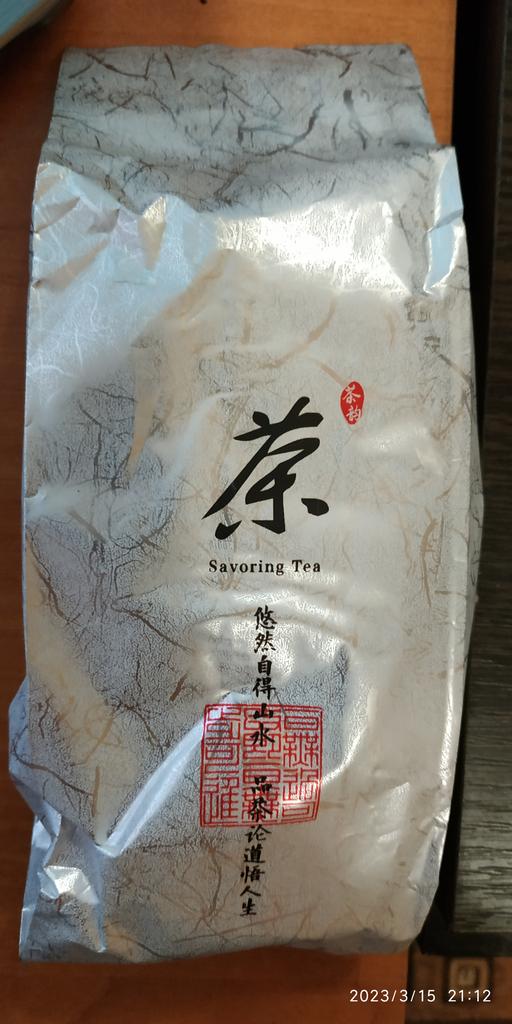 茶韵
茶
Savoring Tea
悠然自得山水
品茶论道悟人生
2023/3/15 21:12